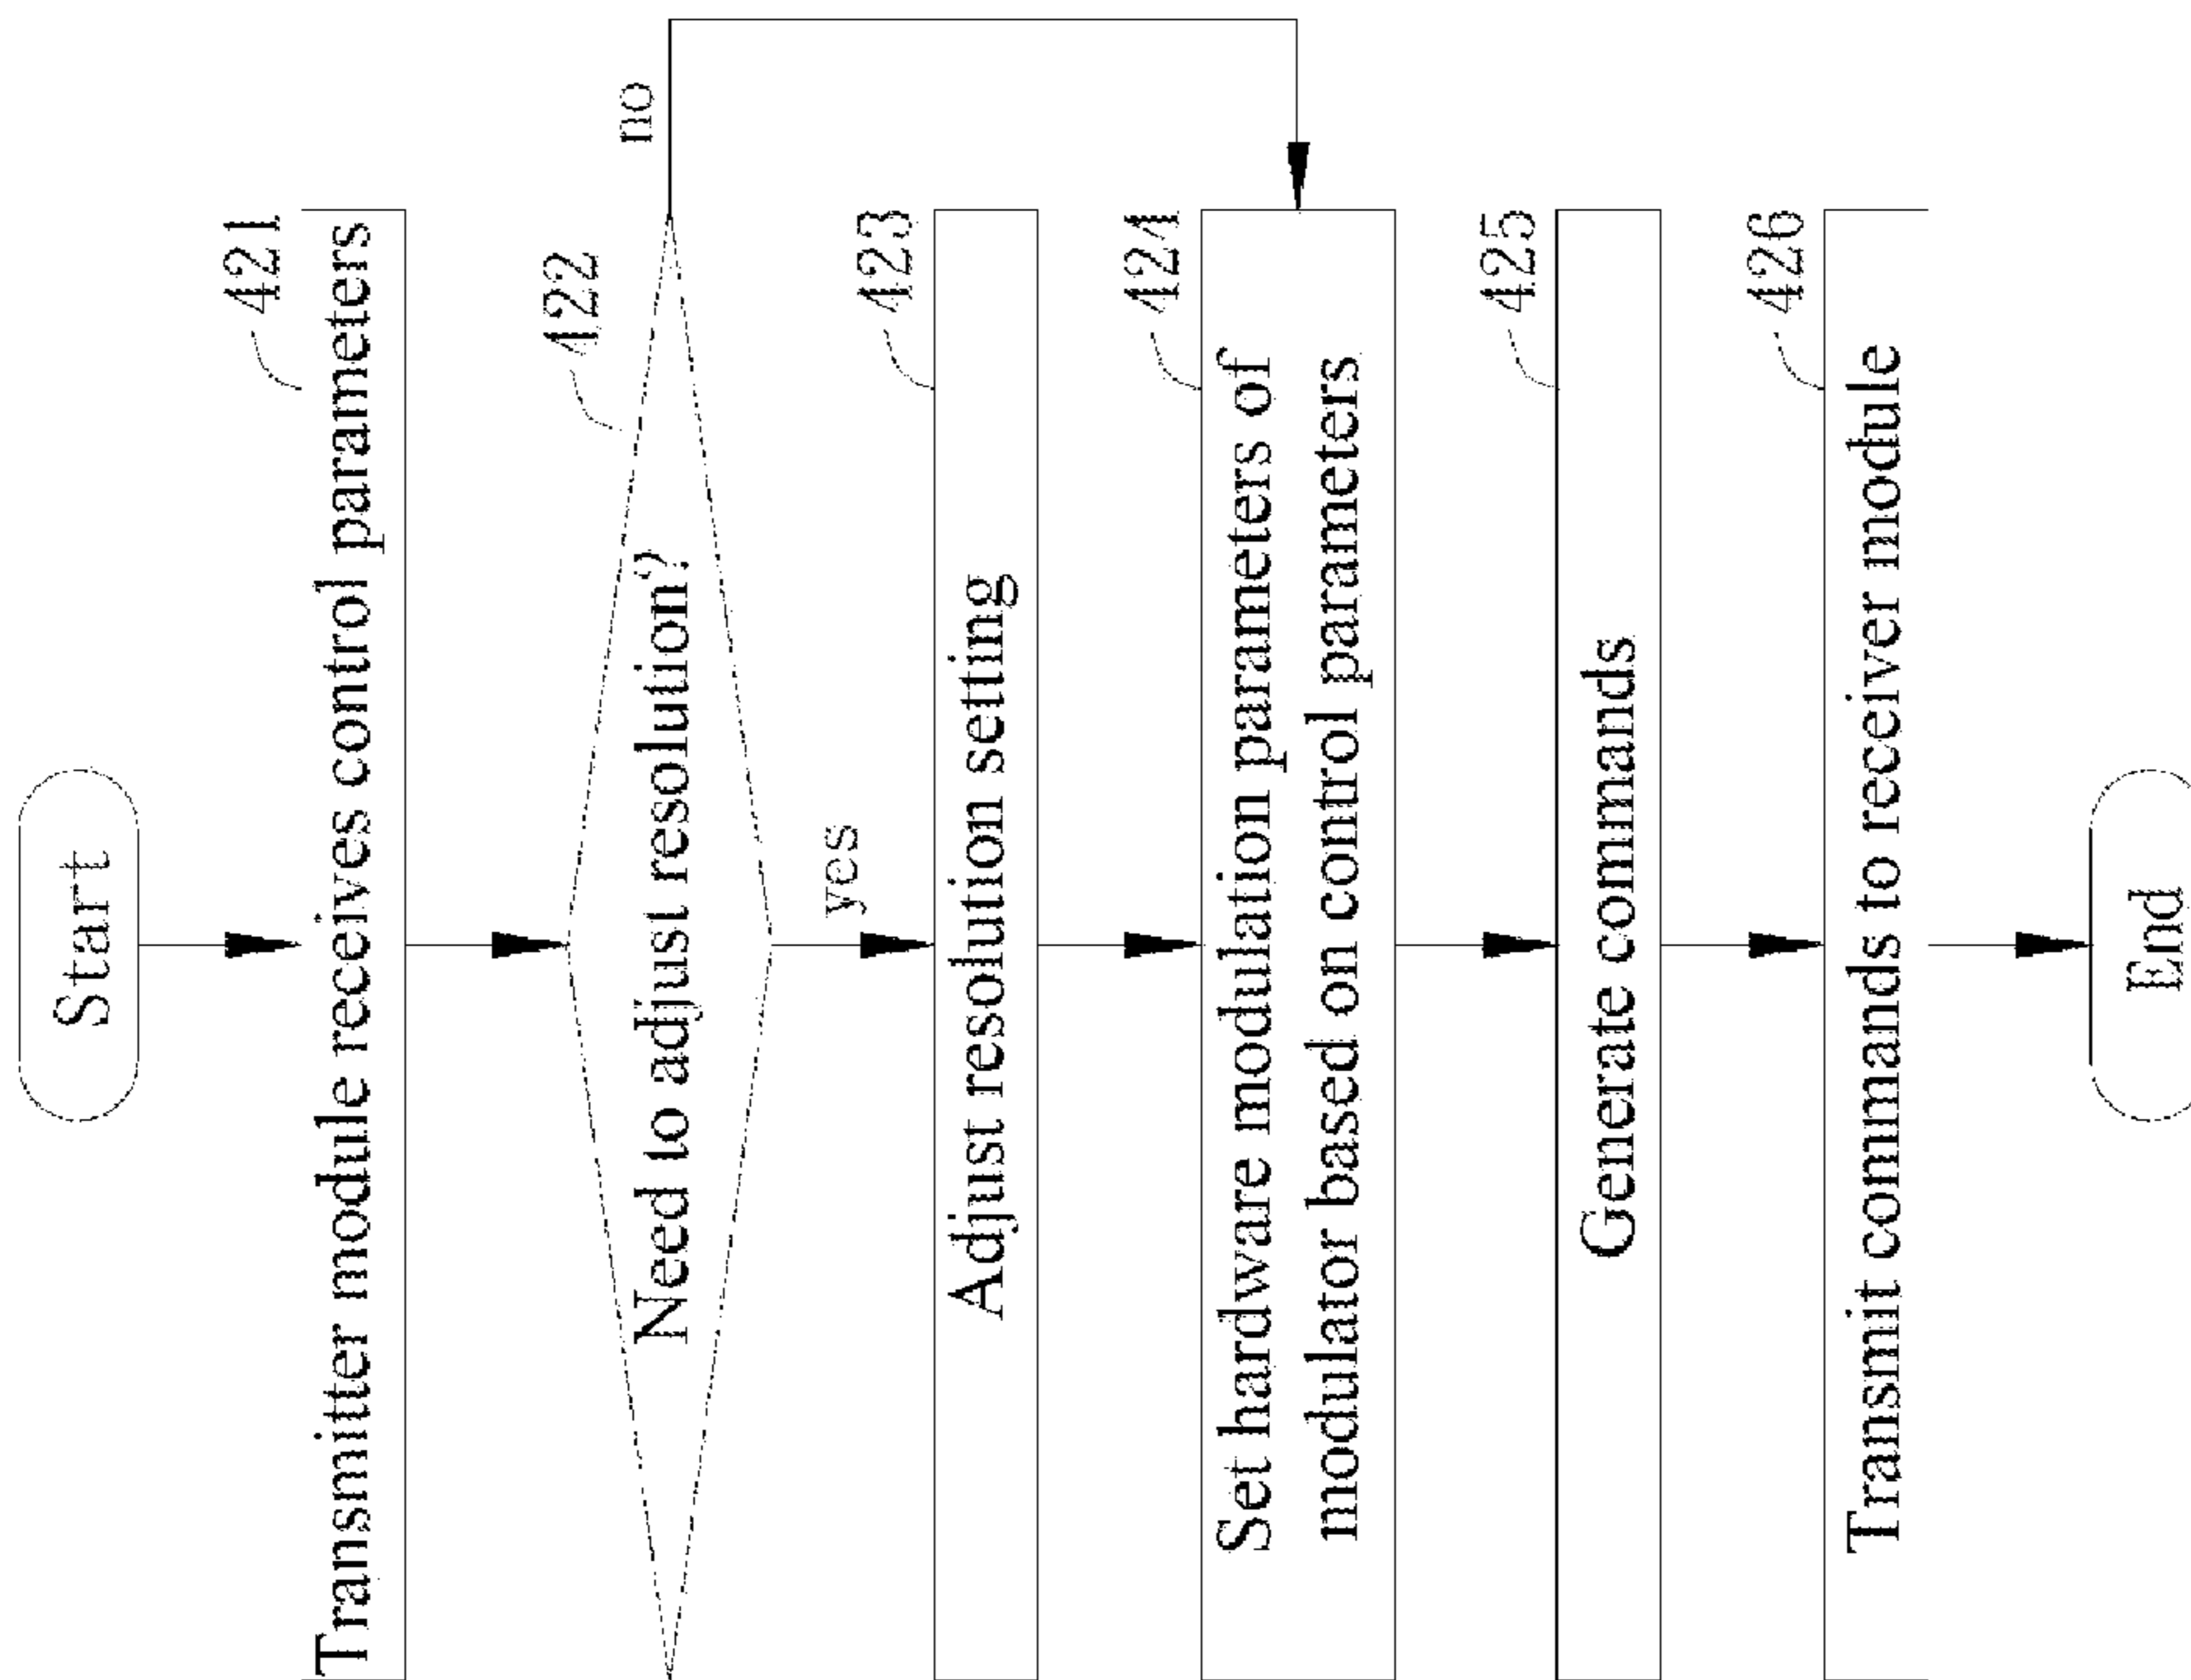 Start
421
Transmitter module receives control parameters
422
Need to adjust resolutiion?
no
yes
423
Adjust resolution setting
424
Set hardware modulation parameters of
modulator based on control parameters
425
Generate commands
426
Transmit commands to receiver module
End